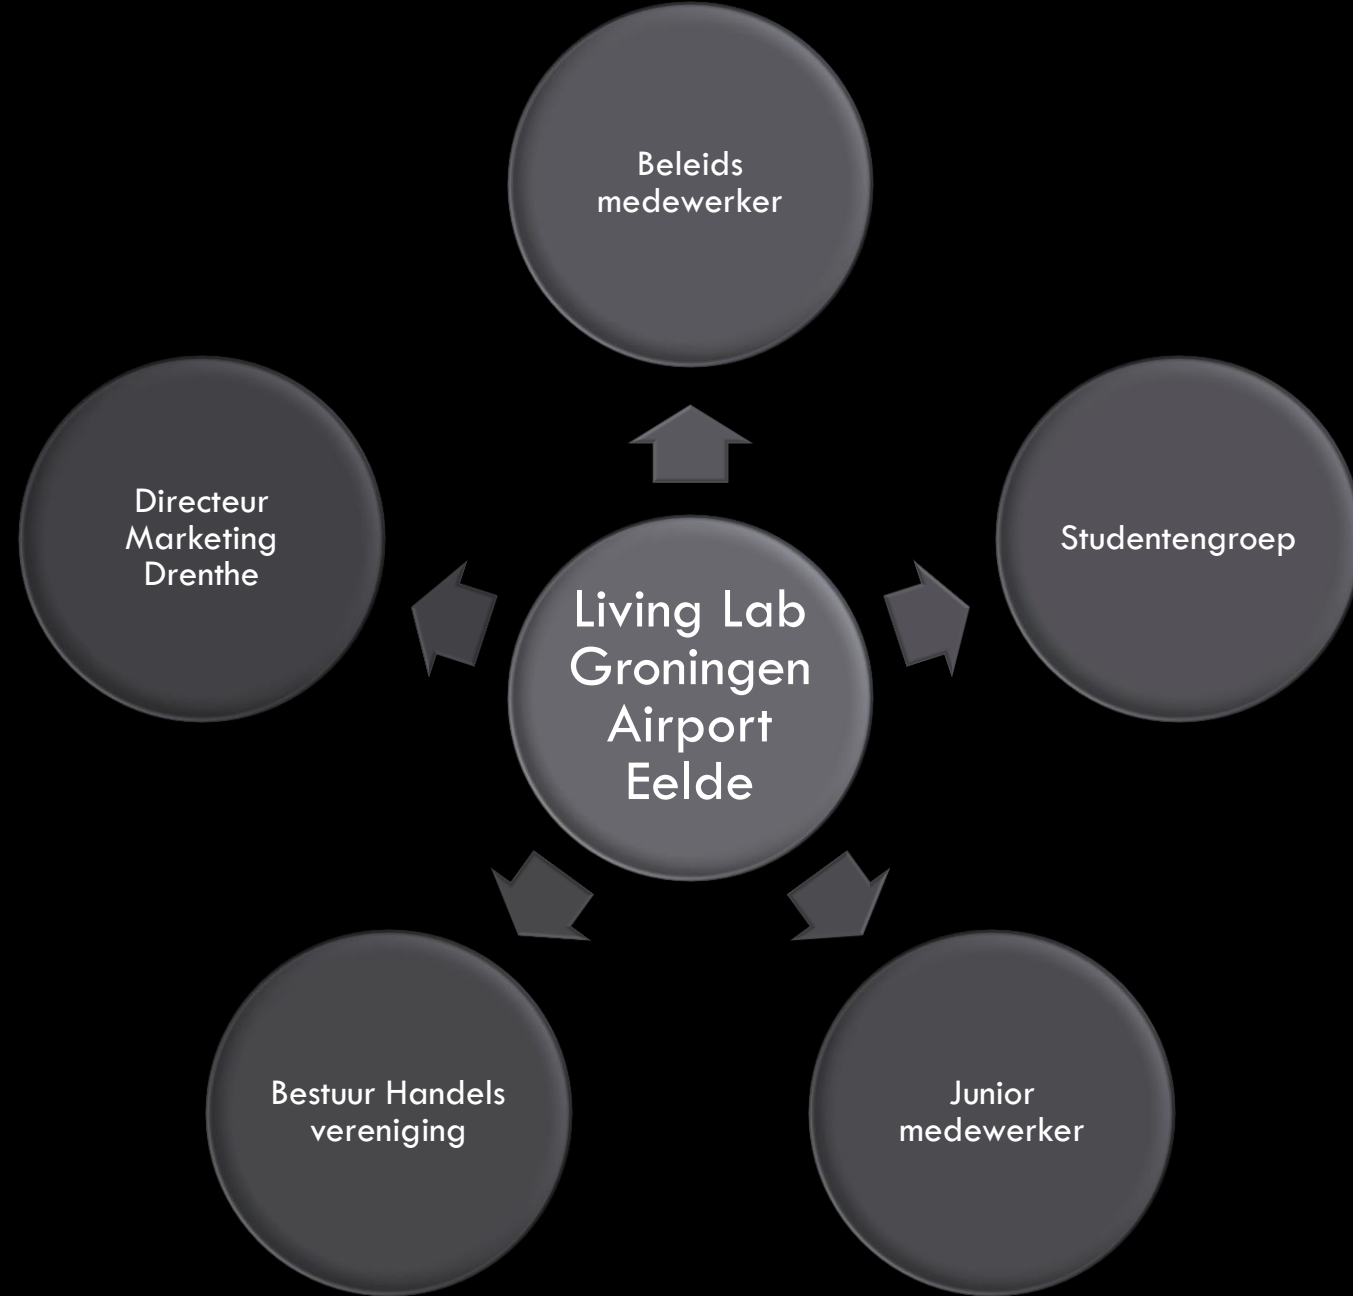 Beleids
medewerker
Directeur
Marketing
Drenthe
Studentengroep
Living Lab
Groningen
Airport
Eelde
Bestuur Handels
vereniging
Junior
medewerker